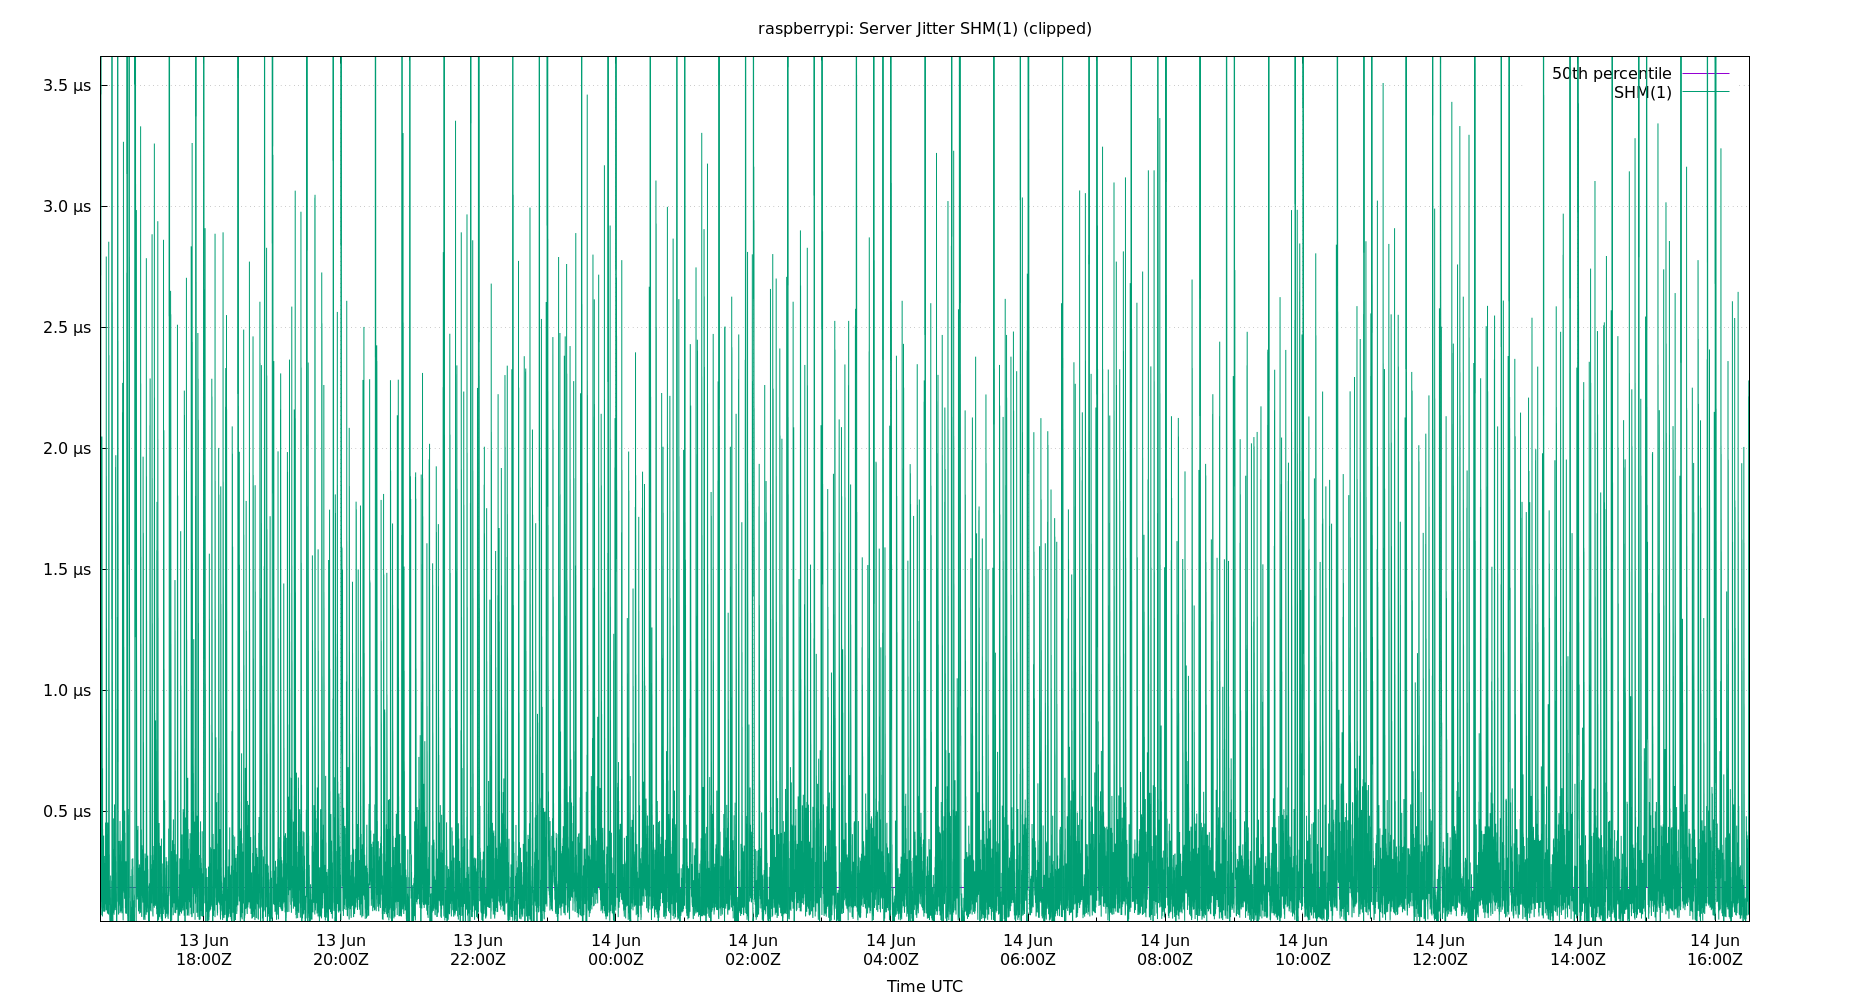 raspberrypi: Server Jitter SHM(1) (clipped)
50th percentile
SHM(1)
3.5 µs
3.0 µs
2.5 µs
2.0 µs
1.5 µs
1.0 µs
0.5 µs
13 Jun 13 Jun 13 Jun 14 Jun 14 Jun 14 Jun 14 Jun 14 Jun 14 Jun 14 Jun 14 Jun 14 Jun
18:00Z 20:00Z 22:00Z 00:00Z 02:00Z 04:00Z 06:00Z 08:00Z 10:00Z 12:00Z 14:00Z 16:00Z
Time UTC